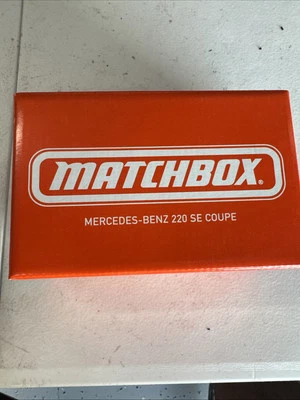 MATCHBOX®
MERCEDES-BENZ 220 SE COUPE